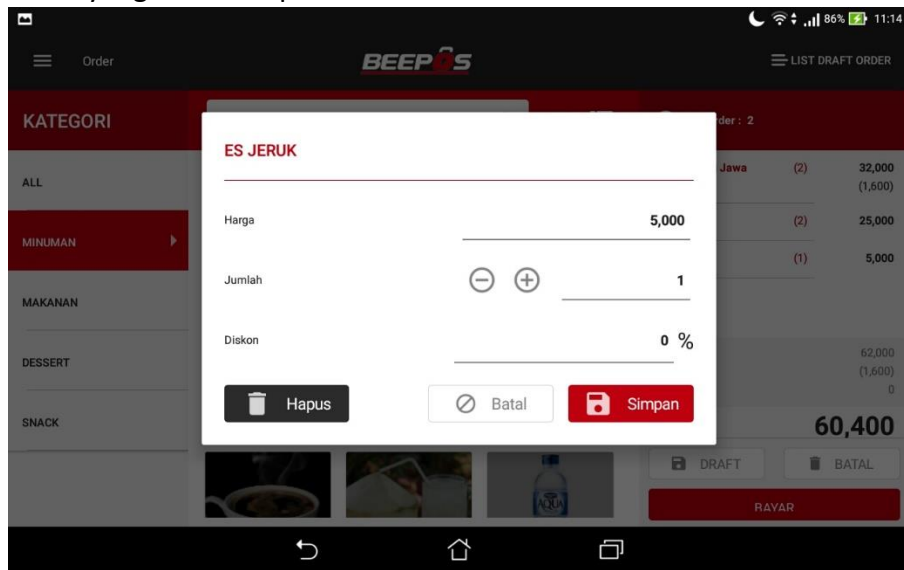 86% 11:14
Order
BEEPOS
LIST DRAFT ORDER
KATEGORI
rder : 2
ES JERUK
ALL
Jawa (2) 32,000
(1,600)
MINUMAN
(2) 25,000
(1) 5,000
Harga 5,000
Jumlah 1
MAKANAN
Diskon 0 %
DESSERT
62,000
(1,600)
0
Hapus
Batal
Simpan
SNACK
60,400
DRAFT
BATAL
AQUA
BAYAR